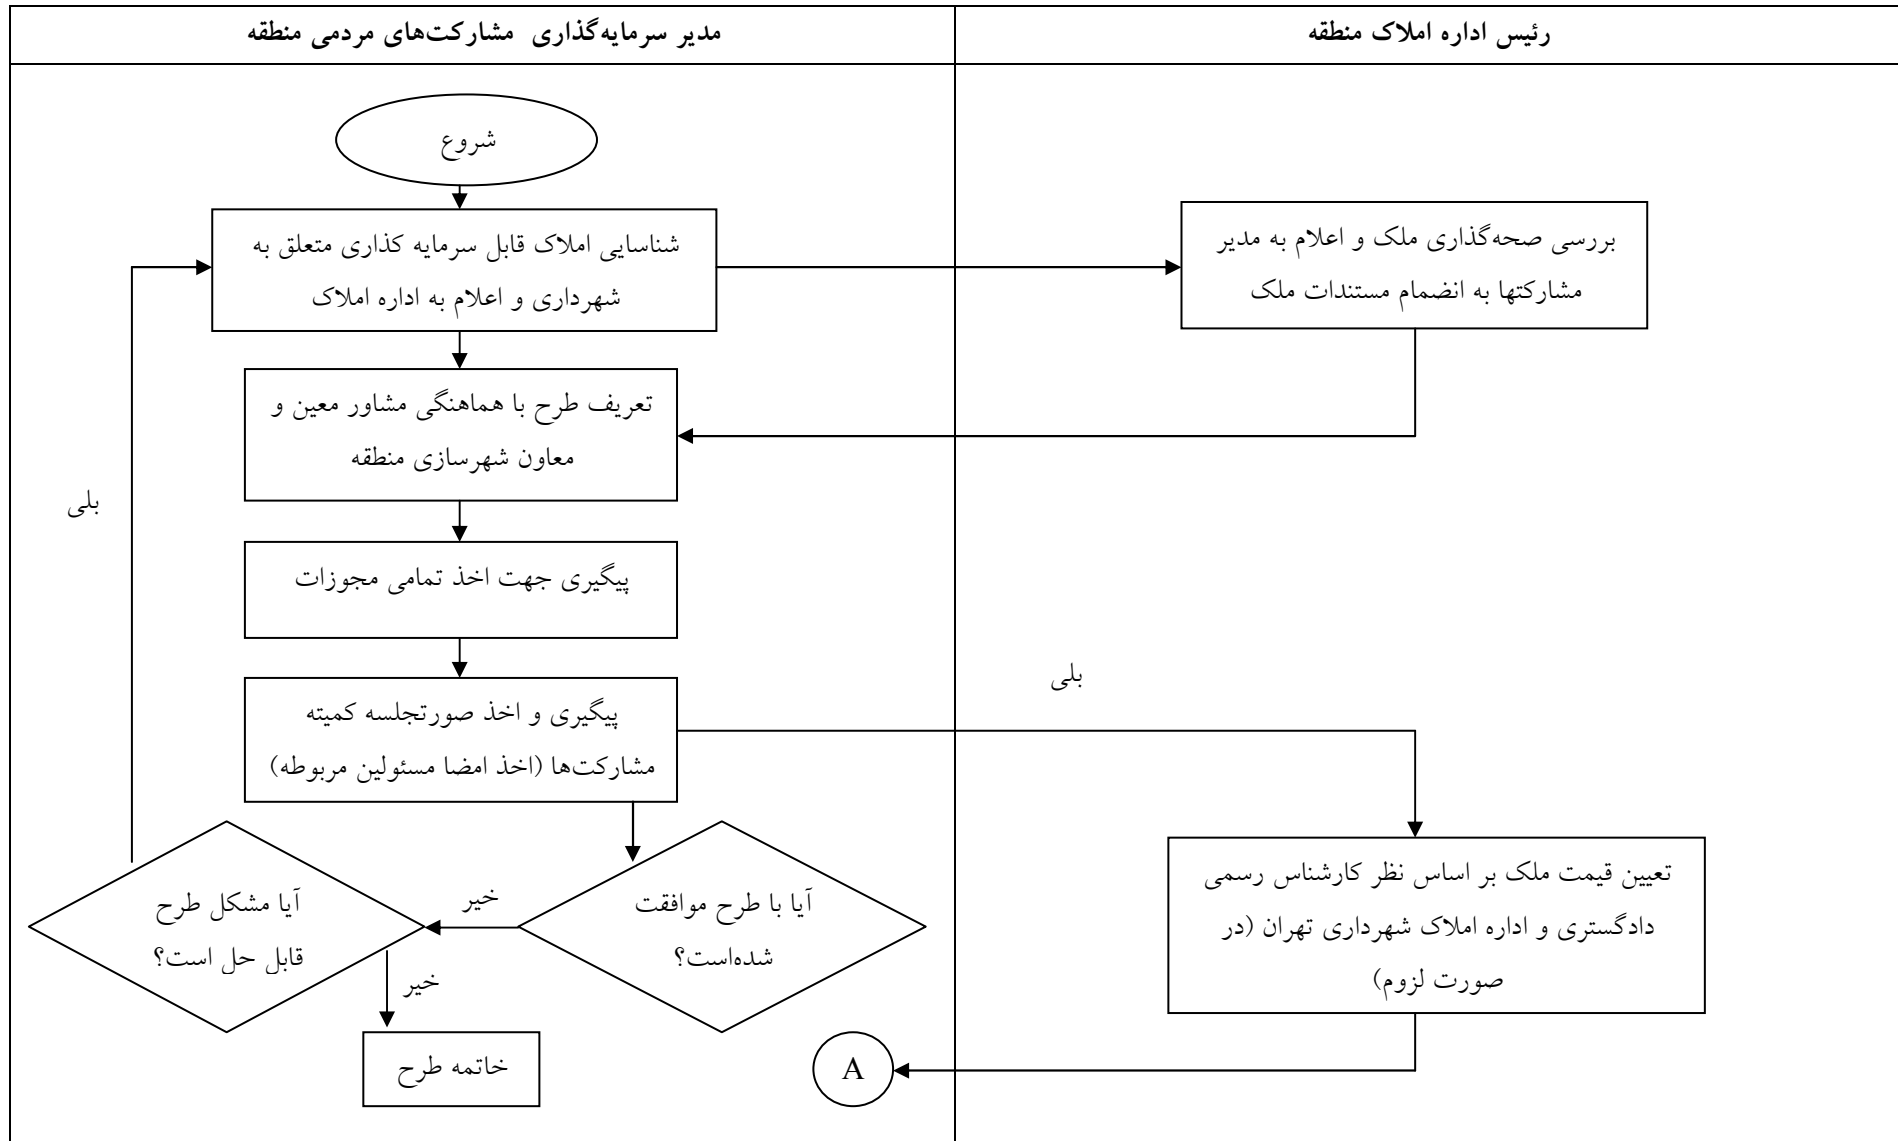 رئیس اداره املاک منطقه
مدیر سرمایه‌گذاری مشارکت‌های مردمی منطقه
شروع
شناسایی املاک قابل سرمایه کذاری متعلق به
شهرداری و اعلام به اداره املاک
بررسی صحه‌گذاری ملک و اعلام به مدیر
مشارکتها به انضمام مستندات ملک
تعریف طرح با هماهنگی مشاور معین و
معاون شهرسازی منطقه
بلی
پیگیری جهت اخذ تمامی مجوزات
پیگیری و اخذ صورتجلسه کمیته
مشارکت‌ها (اخذ امضا مسئولین مربوطه)
بلی
تعیین قیمت ملک بر اساس نظر کارشناس رسمی
دادگستری و اداره املاک شهرداری تهران (در
صورت لزوم)
آیا با طرح موافقت
شده‌است؟
خیر
آیا مشکل طرح
قابل حل است؟
خیر
خاتمه طرح
A